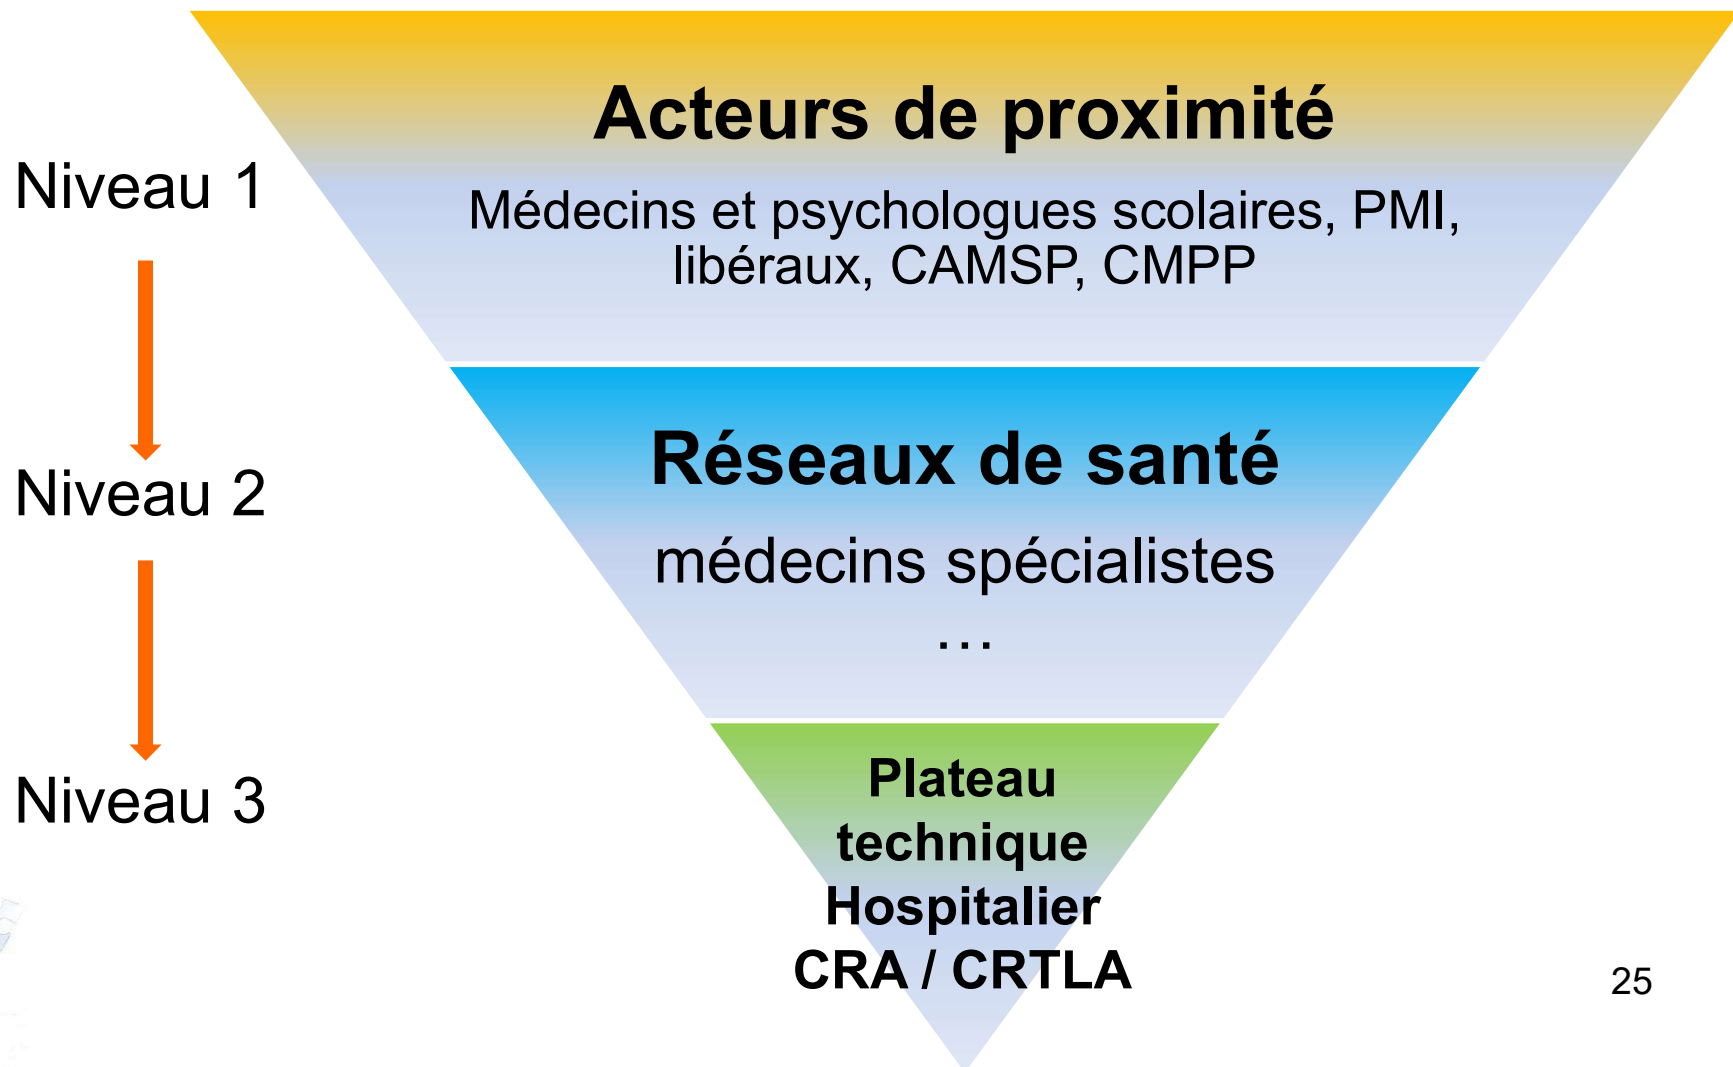 Acteurs de proximité
Niveau 1
Médecins et psychologues scolaires, PMI,
libéraux, CAMSP, CMPP
Réseaux de santé
Niveau 2
médecins spécialistes
…
Plateau
technique
Niveau 3
Hospitalier
CRA / CRTLA
25